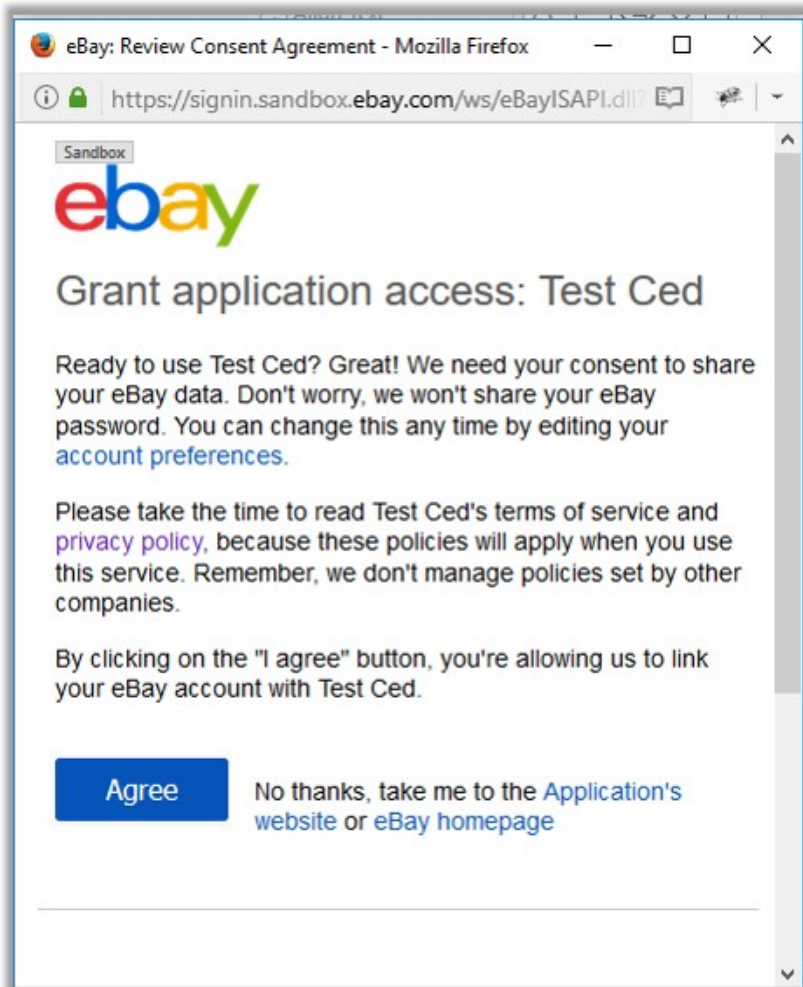 eBay: Review Consent Agreement - Mozilla Firefox
https://signin.sandbox.ebay.com/ws/eBayISAPI.dll?
Sandbox
ebay
Grant application access: Test Ced
Ready to use Test Ced? Great! We need your consent to share
your eBay data. Don't worry, we won't share your eBay
password. You can change this any time by editing your
account preferences.
Please take the time to read Test Ced's terms of service and
privacy policy, because these policies will apply when you use
this service. Remember, we don't manage policies set by other
companies.
By clicking on the "I agree" button, you're allowing us to link
your eBay account with Test Ced.
Agree
No thanks, take me to the Application's
website or eBay homepage